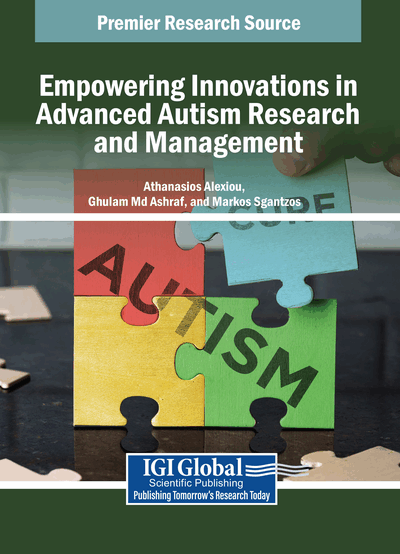 Premier Research Source
Empowering Innovations in
Advanced Autism Research
and Management
Athanasios Alexiou,
Ghulam Md Ashraf, and Markos Sgantzos
CURE
AUTISM
IGI Global
Scientific Publishing
Publishing Tomorrow's Research Today